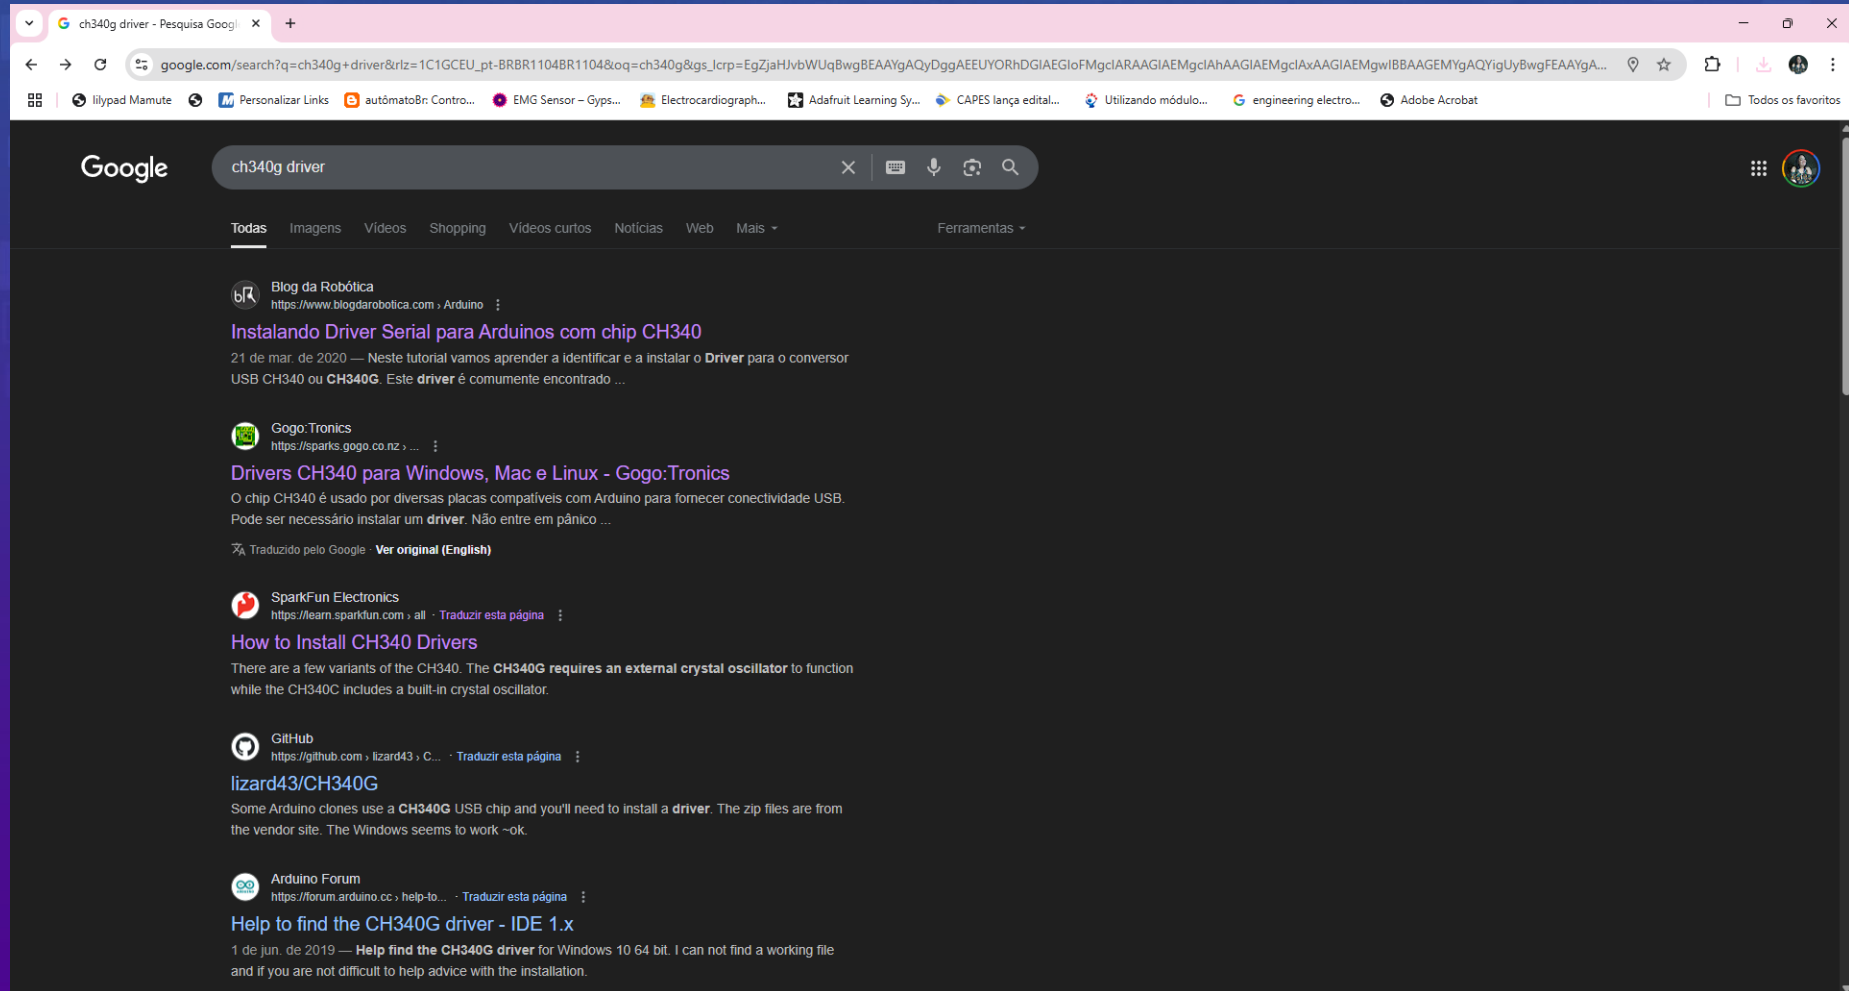 ch340g driver - Pesquisa Googl
google.com/search?q=ch340g+driver&rlz=1C1GCEU_pt-BRBR1104BR1104&oq=ch340g&gs_lcrp=EgZjaHJvbWUqBwgBEAAYgAQyDggAEEUYORhDGIAEGIoFMgcIARAAGIAEMgcIAhAAGIAEMgcIAxAAGIAEMgwIBBAAGEMYgAQYigUyBwgFEAAYgA...
lilypad Mamute
Personalizar Links
autômatoBr: Contro...
EMG Sensor – Gyps...
Electrocardiograph...
Adafruit Learning Sy...
CAPES lança edital...
Utilizando módulo...
engineering electro...
Adobe Acrobat
Todos os favoritos
Google
ch340g driver
Todas Imagens Vídeos Shopping Vídeos curtos Notícias Web Mais Ferramentas
Blog da Robótica
https://www.blogdarobotica.com › Arduino
Instalando Driver Serial para Arduinos com chip CH340
21 de mar. de 2020 — Neste tutorial vamos aprender a identificar e a instalar o Driver para o conversor
USB CH340 ou CH340G. Este driver é comumente encontrado ...
Gogo:Tronics
https://sparks.gogo.co.nz › ...
Drivers CH340 para Windows, Mac e Linux - Gogo:Tronics
O chip CH340 é usado por diversas placas compatíveis com Arduino para fornecer conectividade USB.
Pode ser necessário instalar um driver. Não entre em pânico ...
Traduzido pelo Google · Ver original (English)
SparkFun Electronics
https://learn.sparkfun.com › all · Traduzir esta página
How to Install CH340 Drivers
There are a few variants of the CH340. The CH340G requires an external crystal oscillator to function
while the CH340C includes a built-in crystal oscillator.
GitHub
https://github.com › lizard43 › C... · Traduzir esta página
lizard43/CH340G
Some Arduino clones use a CH340G USB chip and you'll need to install a driver. The zip files are from
the vendor site. The Windows seems to work ~ok.
Arduino Forum
https://forum.arduino.cc › help-to... · Traduzir esta página
Help to find the CH340G driver - IDE 1.x
1 de jun. de 2019 — Help find the CH340G driver for Windows 10 64 bit. I can not find a working file
and if you are not difficult to help advice with the installation.